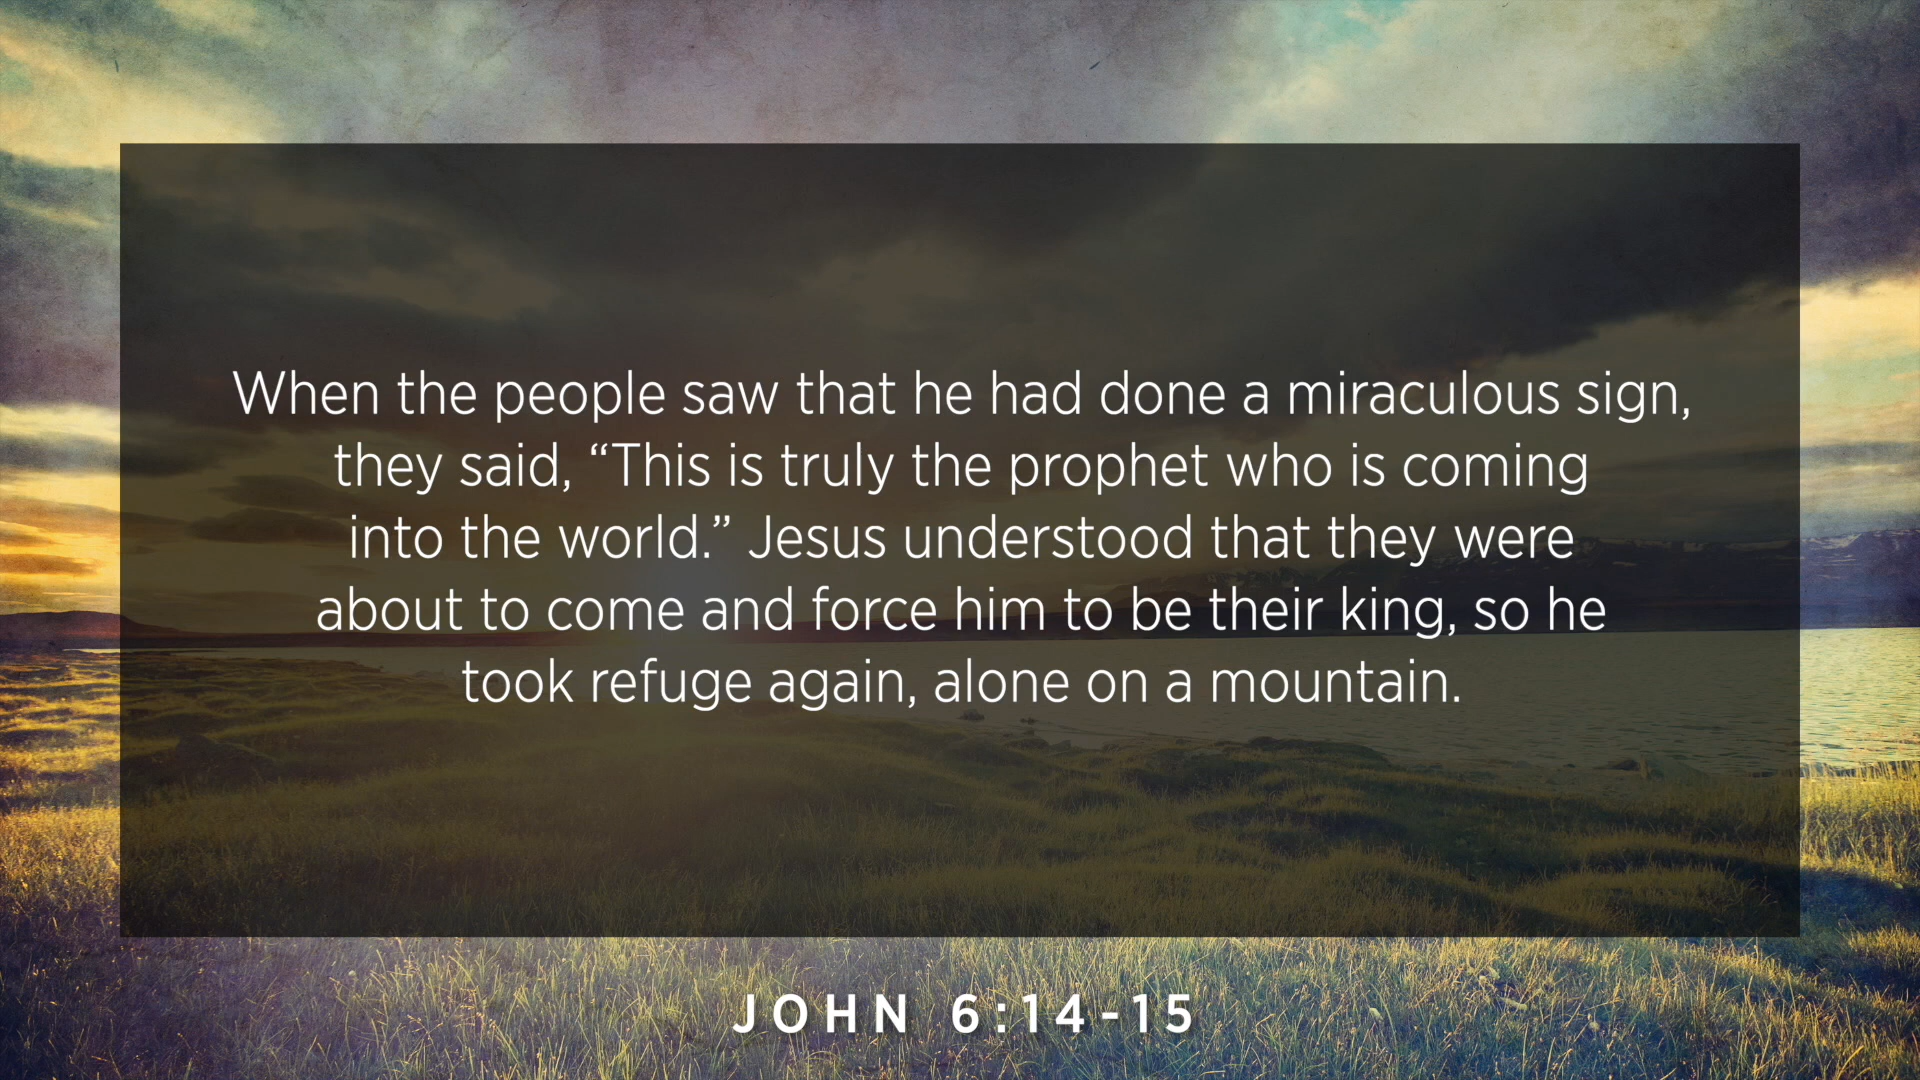 When the people saw that he had done a miraculous sign,
they said, “This is truly the prophet who is coming
into the world.” Jesus understood that they were
about to come and force him to be their king, so he
took refuge again, alone on a mountain.
JOHN 6:14-15